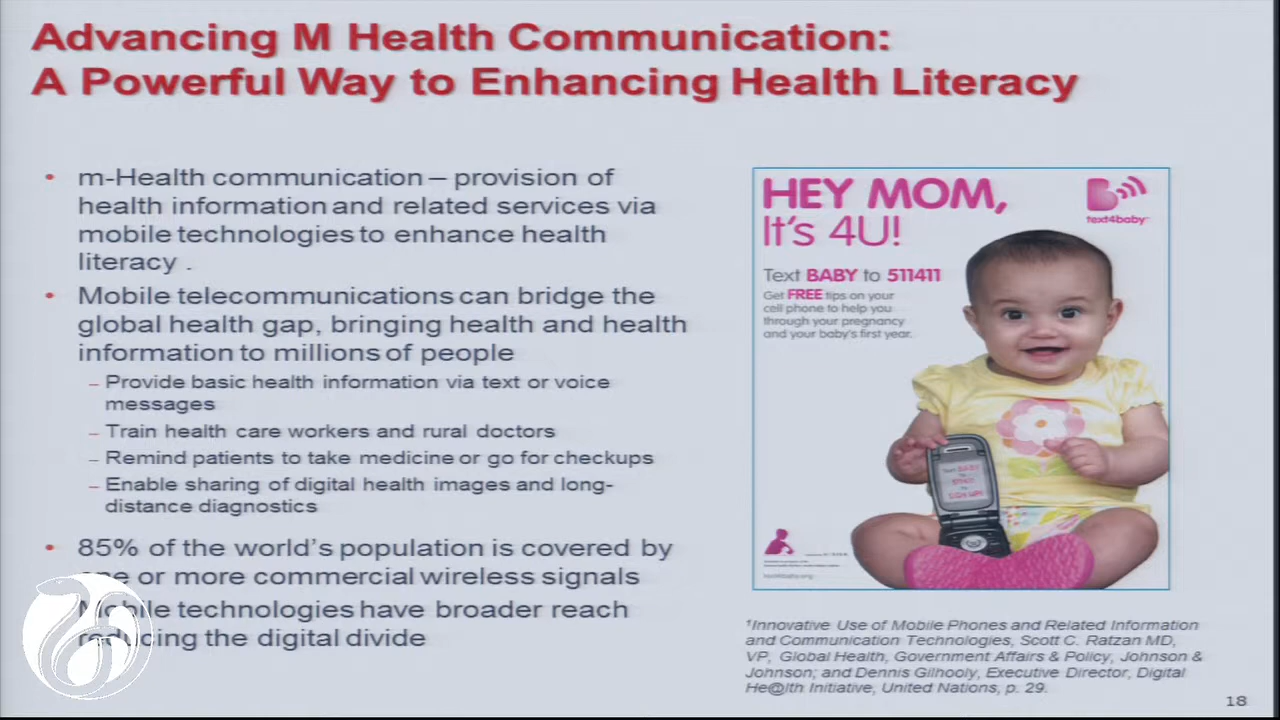 Advancing M Health Communication:
A Powerful Way to Enhancing Health Literacy
• m-Health communication – provision of
health information and related services via
mobile technologies to enhance health
literacy .
• Mobile telecommunications can bridge the
global health gap, bringing health and health
information to millions of people
– Provide basic health information via text or voice
messages
– Train health care workers and rural doctors
– Remind patients to take medicine or go for checkups
– Enable sharing of digital health images and long-
distance diagnostics
• 85% of the world's population is covered by
or more commercial wireless signals
Mobile technologies have broader reach
reducing the digital divide
HEY MOM,
It's 4U!
text4baby
Text BABY to 511411
Get FREE tips on your
cell phone to help you
through your pregnancy
and your baby's first year.
Text BABY
text4baby.org
¹Innovative Use of Mobile Phones and Related Information
and Communication Technologies, Scott C. Ratzan MD,
VP, Global Health, Government Affairs & Policy, Johnson &
Johnson; and Dennis Gilhooly, Executive Director, Digital
He@lth Initiative, United Nations, p. 29.
18